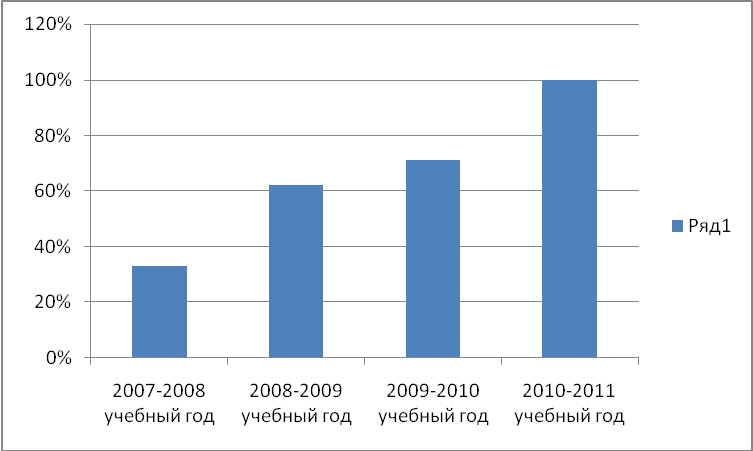 120%
100%
80%
60%
40%
20%
0%
2007-2008
учебный год
2008-2009
учебный год
2009-2010
учебный год
2010-2011
учебный год
Ряд1